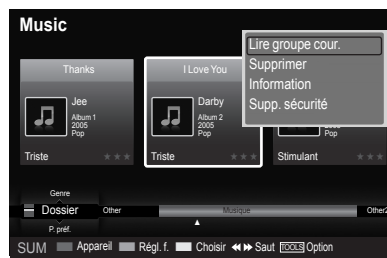 Music
Lire groupe cour.
Supprimer
Information
Supp. sécurité
Thanks
I Love You
Jee
Album 1
2005
Pop
Darby
Album 2
2005
Pop
Pop
Triste
Triste
Stimulant
Genre
Dossier Other Musique Other2
P. préf.
SUM Appareil Régl. f. Choisir Saut TOOLS Option